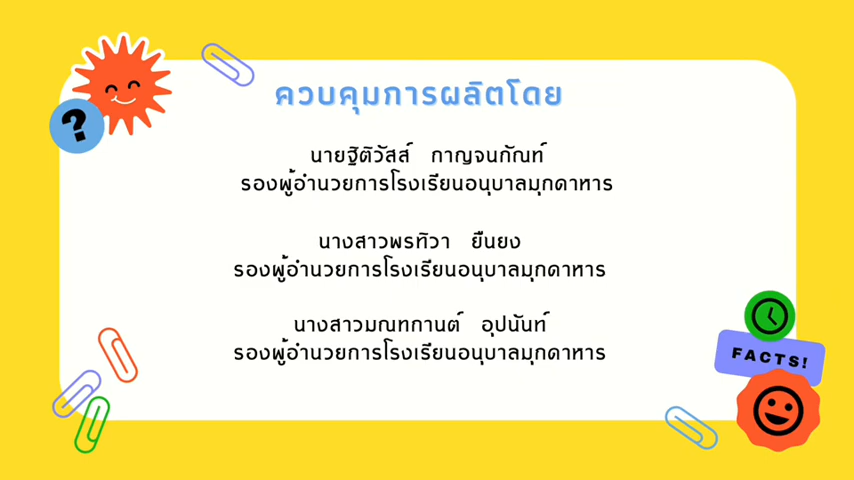 ควบคุมการผลิตโดย
?
นายฐิติวัสส์ กาญจนกัณฑ์
รองผู้อำนวยการโรงเรียนอนุบาลมุกดาหาร
นางสาวพรทิวา ยืนยง
รองผู้อำนวยการโรงเรียนอนุบาลมุกดาหาร
นางสาวมณฑกานต์ อุปนันท์
รองผู้อำนวยการโรงเรียนอนุบาลมุกดาหาร
FACTS!